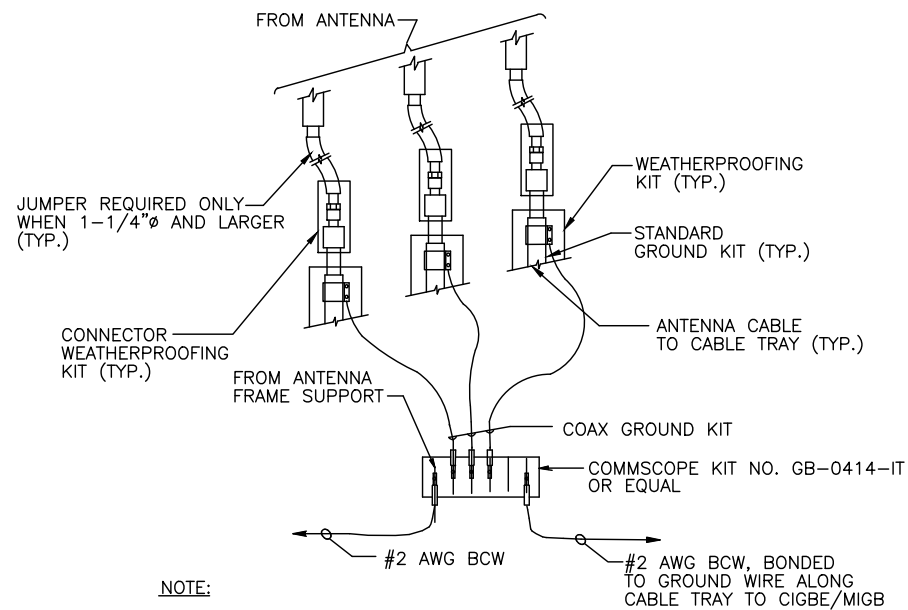 FROM ANTENNA
JUMPER REQUIRED ONLY
WHEN 1-1/4"ø AND LARGER
(TYP.)
WEATHERPROOFING
KIT (TYP.)
STANDARD
GROUND KIT (TYP.)
CONNECTOR
WEATHERPROOFING
KIT (TYP.)
ANTENNA CABLE
TO CABLE TRAY (TYP.)
FROM ANTENNA
FRAME SUPPORT
COAX GROUND KIT
COMMSCOPE KIT NO. GB-0414-IT
OR EQUAL
#2 AWG BCW
#2 AWG BCW, BONDED
TO GROUND WIRE ALONG
CABLE TRAY TO CIGBE/MIGB
NOTE: